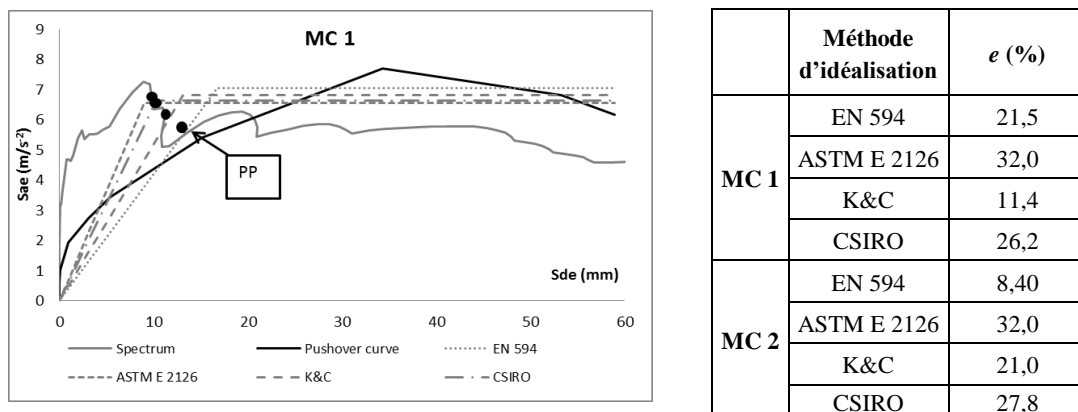 MC 1
9
8
7
6
5
4
3
2
1
0
Sae (m/s⁻²)
PP
Sde (mm)
0 10 20 30 40 50 60
Spectrum Pushover curve EN 594
ASTM E 2126 K&C CSIRO
Méthode d'idéalisation e (%)
MC 1
EN 594 21,5
ASTM E 2126 32,0
K&C 11,4
CSIRO 26,2
MC 2
EN 594 8,40
ASTM E 2126 32,0
K&C 21,0
CSIRO 27,8